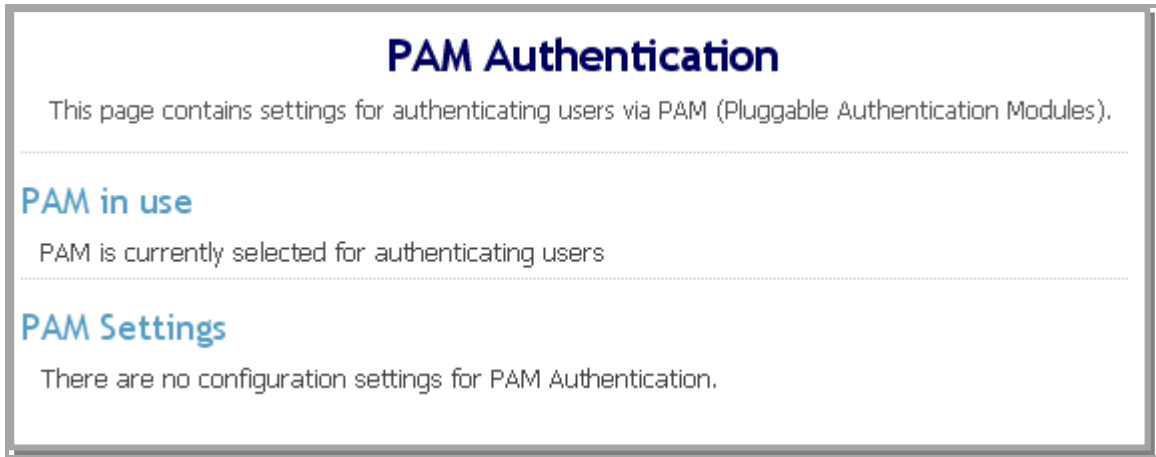 PAM Authentication
This page contains settings for authenticating users via PAM (Pluggable Authentication Modules).
PAM in use
PAM is currently selected for authenticating users
PAM Settings
There are no configuration settings for PAM Authentication.